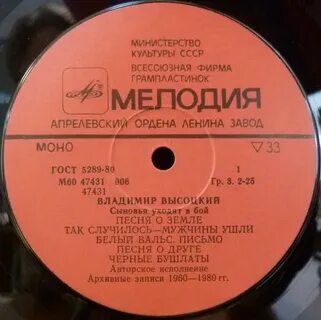 МИНИСТЕРСТВО
КУЛЬТУРЫ СССР
ВСЕСОЮЗНАЯ ФИРМА
ГРАМПЛАСТИНОК
МЕЛОДИЯ
АПРЕЛЕВСКИЙ ОРДЕНА ЛЕНИНА ЗАВОД
МОНО ▽33
ГОСТ 5289-80 1
М60 47431 006 Гр. 3. 2-25
47431
ВЛАДИМИР ВЫСОЦКИЙ
Сыновья уходят в бой
ПЕСНЯ О ЗЕМЛЕ
ТАК СЛУЧИЛОСЬ—МУЖЧИНЫ УШЛИ
БЕЛЫЙ ВАЛЬС. ПИСЬМО
ПЕСНЯ О ДРУГЕ
ЧЕРНЫЕ БУШЛАТЫ
Авторское исполнение
Архивные записи 1960—1980 гг.